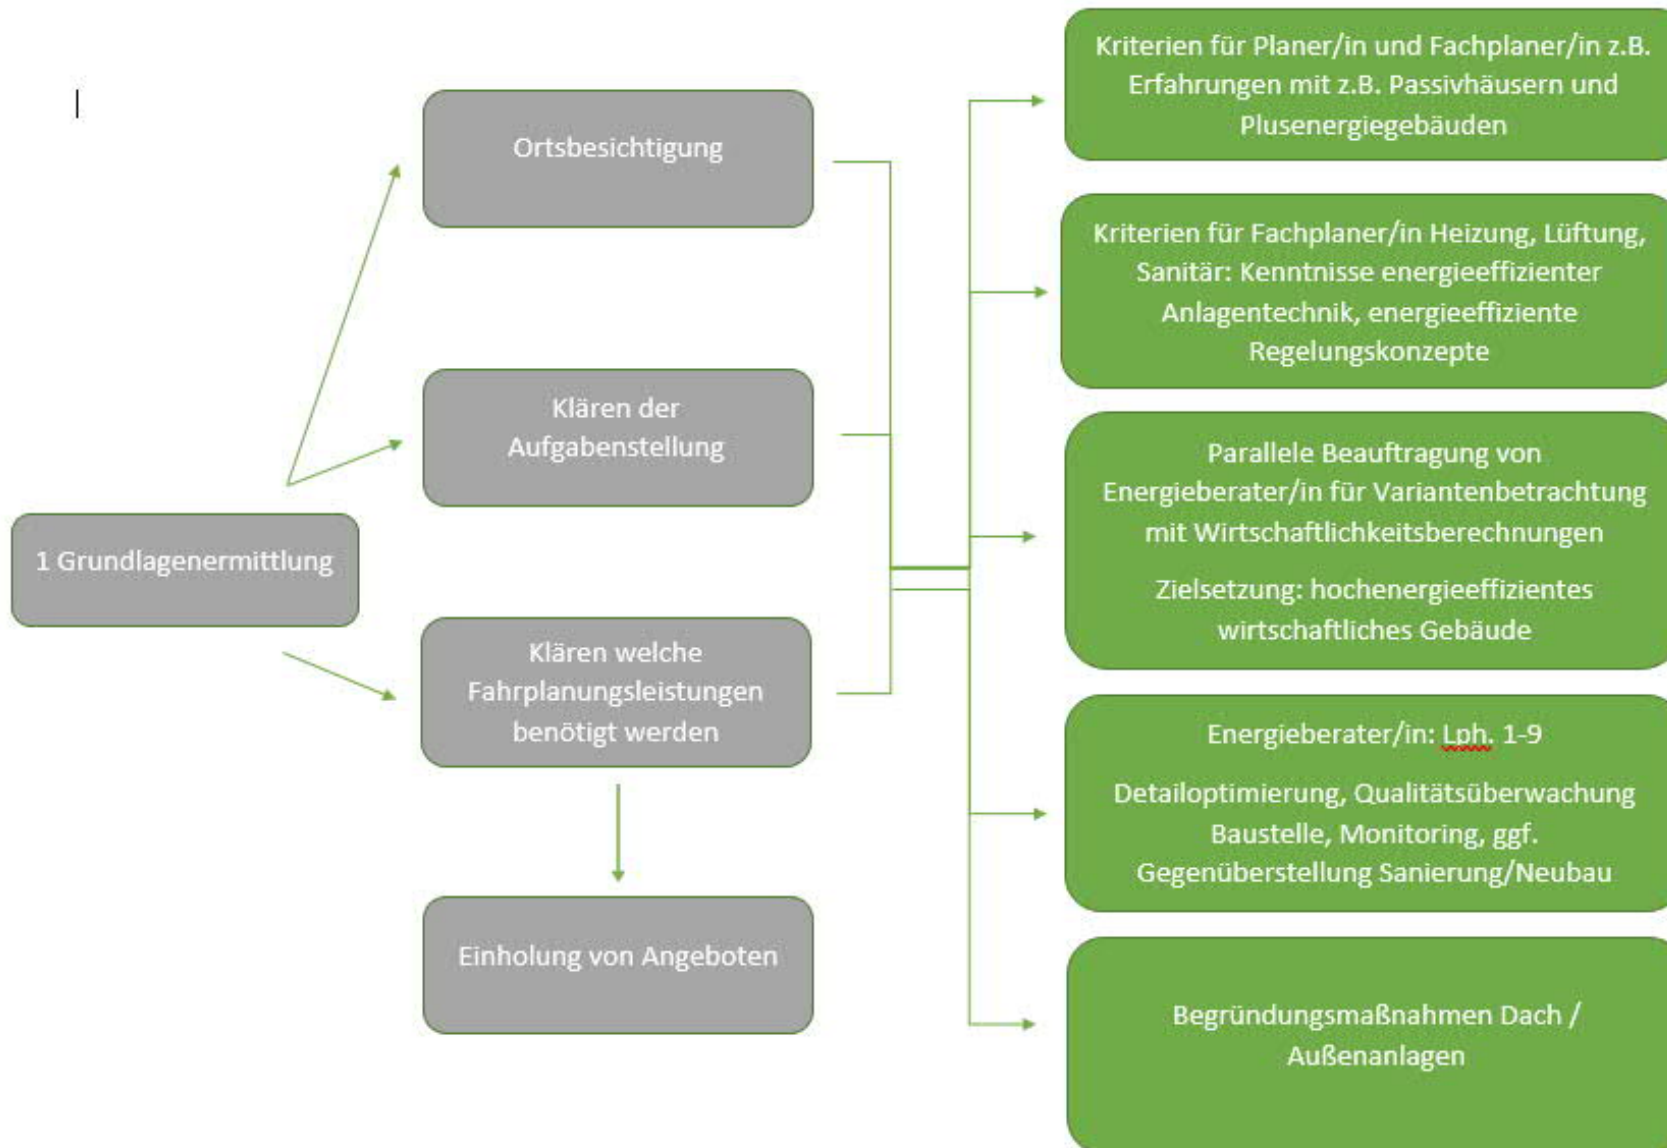 1 Grundlagenermittlung
Ortsbesichtigung
Klären der
Aufgabenstellung
Klären welche
Fahrplanungsleistungen
benötigt werden
Einholung von Angeboten
Kriterien für Planer/in und Fachplaner/in z.B.
Erfahrungen mit z.B. Passivhäusern und
Plusenergiegebäuden
Kriterien für Fachplaner/in Heizung, Lüftung,
Sanitär: Kenntnisse energieeffizienter
Anlagentechnik, energieeffiziente
Regelungskonzepte
Parallele Beauftragung von
Energieberater/in für Variantenbetrachtung
mit Wirtschaftlichkeitsberechnungen
Zielsetzung: hochenergieeffizientes
wirtschaftliches Gebäude
Energieberater/in: Lph. 1-9
Detailoptimierung, Qualitätsüberwachung
Baustelle, Monitoring, ggf.
Gegenüberstellung Sanierung/Neubau
Begründungsmaßnahmen Dach /
Außenanlagen